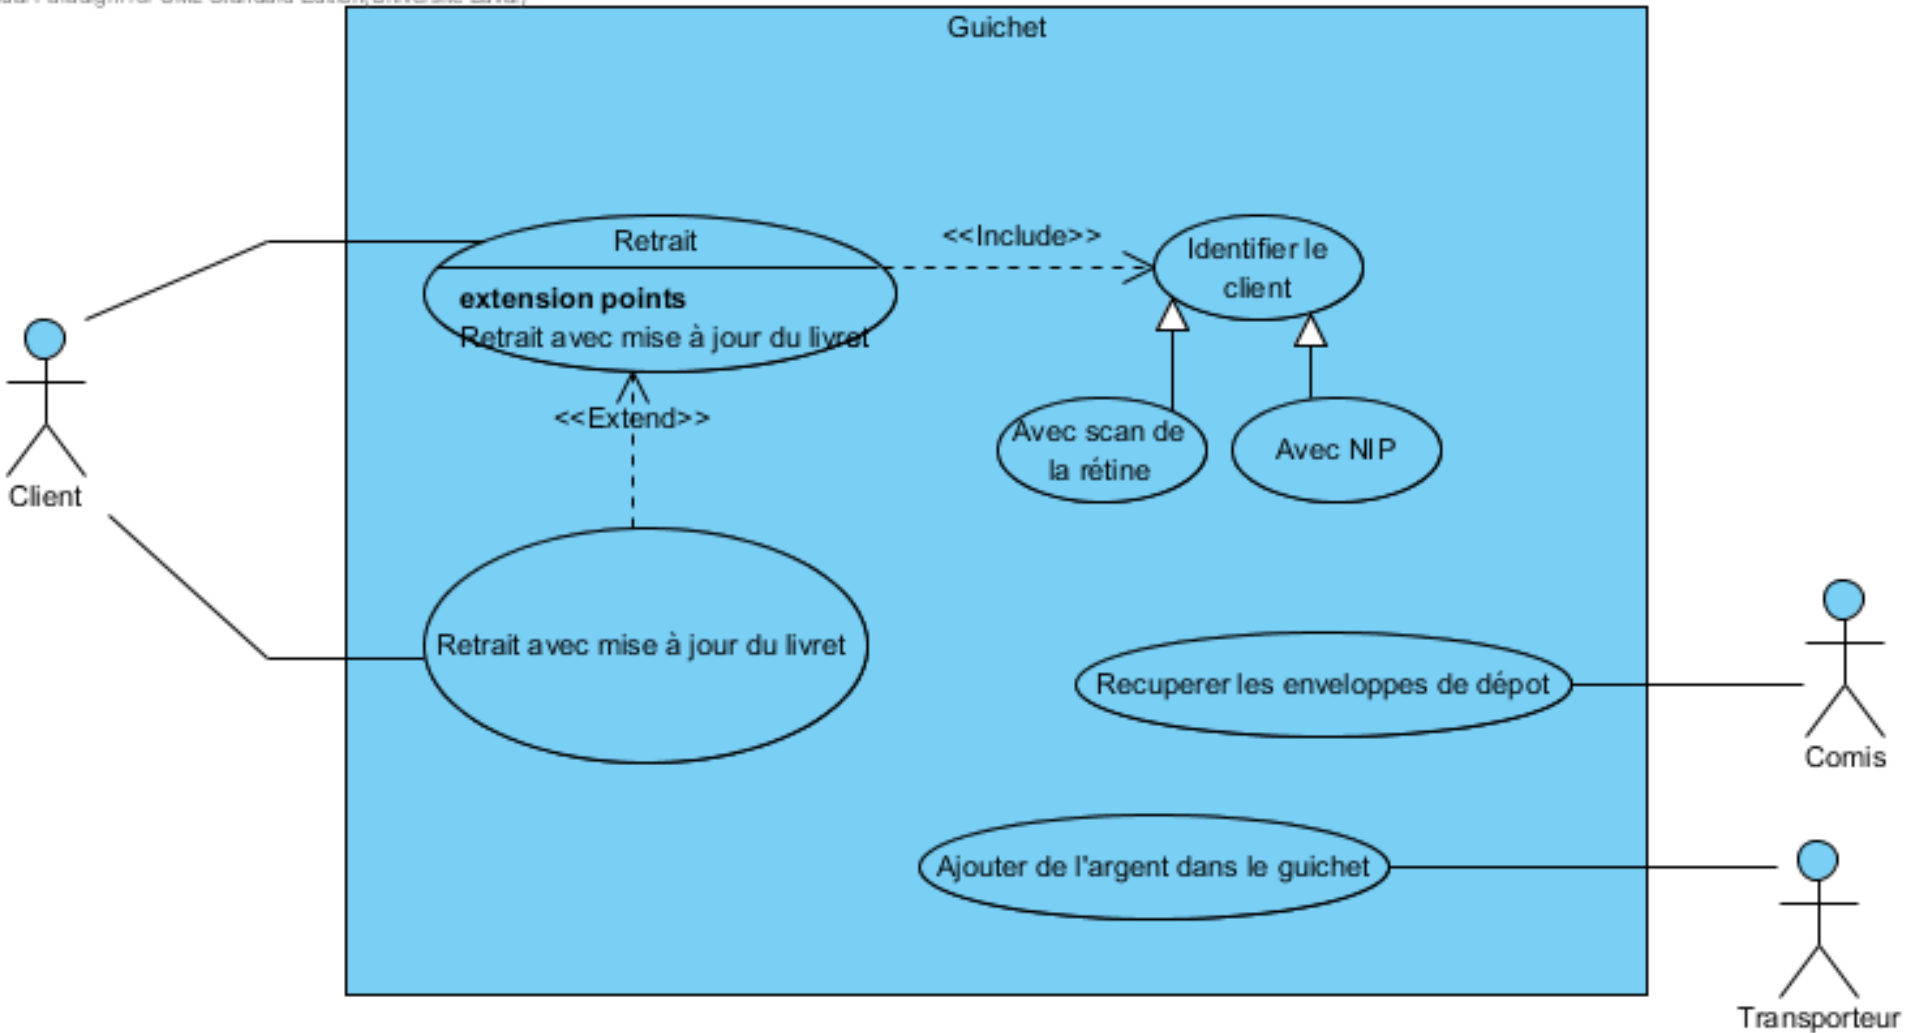 Guichet
Retrait
extension points
Retrait avec mise à jour du livret
<<Include>>
Identifier le
client
<<Extend>>
Avec scan de
la rétine
Avec NIP
Client
Retrait avec mise à jour du livret
Recuperer les enveloppes de dépot
Comis
Ajouter de l'argent dans le guichet
Transporteur